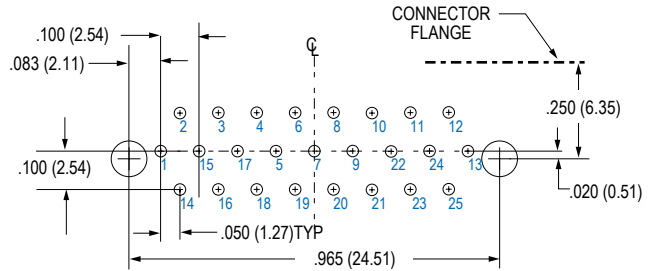 CONNECTOR
FLANGE
.100 (2.54)
℄
.083 (2.11)
.250 (6.35)
2 3 4 6 8 10 11 12
1 15 17 5 7 9 22 24 13
.100 (2.54)
.020 (0.51)
14 16 18 19 20 21 23 25
.050 (1.27)TYP
.965 (24.51)